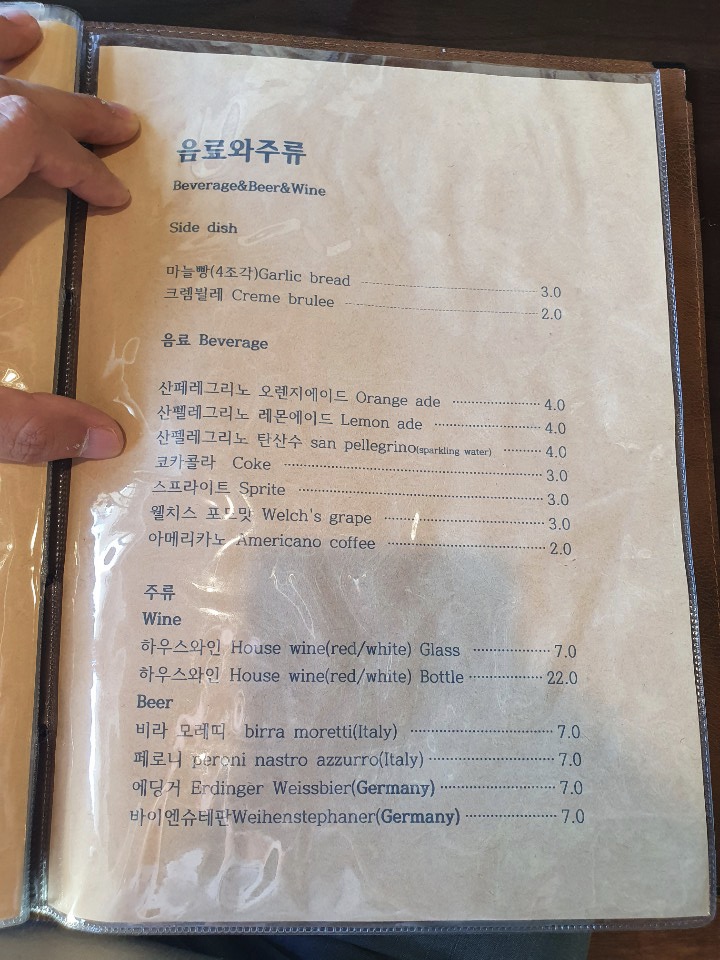 음료와주류
Beverage&Beer&Wine
Side dish
마늘빵(4조각)Garlic bread 3.0
크렘뷜레 Creme brulee 2.0
음료 Beverage
산페레그리노 오렌지에이드 Orange ade 4.0
산펠레그리노 레몬에이드 Lemon ade 4.0
산펠레그리노 탄산수 san pellegrino(sparkling water) 4.0
코카콜라 Coke 3.0
스프라이트 Sprite 3.0
웰치스 포도맛 Welch's grape 3.0
아메리카노 Americano coffee 2.0
주류
Wine
하우스와인 House wine(red/white) Glass 7.0
하우스와인 House wine(red/white) Bottle 22.0
Beer
비라 모레띠 birra moretti(Italy) 7.0
페로니 peroni nastro azzurro(Italy) 7.0
에딩거 Erdinger Weissbier(Germany) 7.0
바이엔슈테판Weihenstephaner(Germany) 7.0